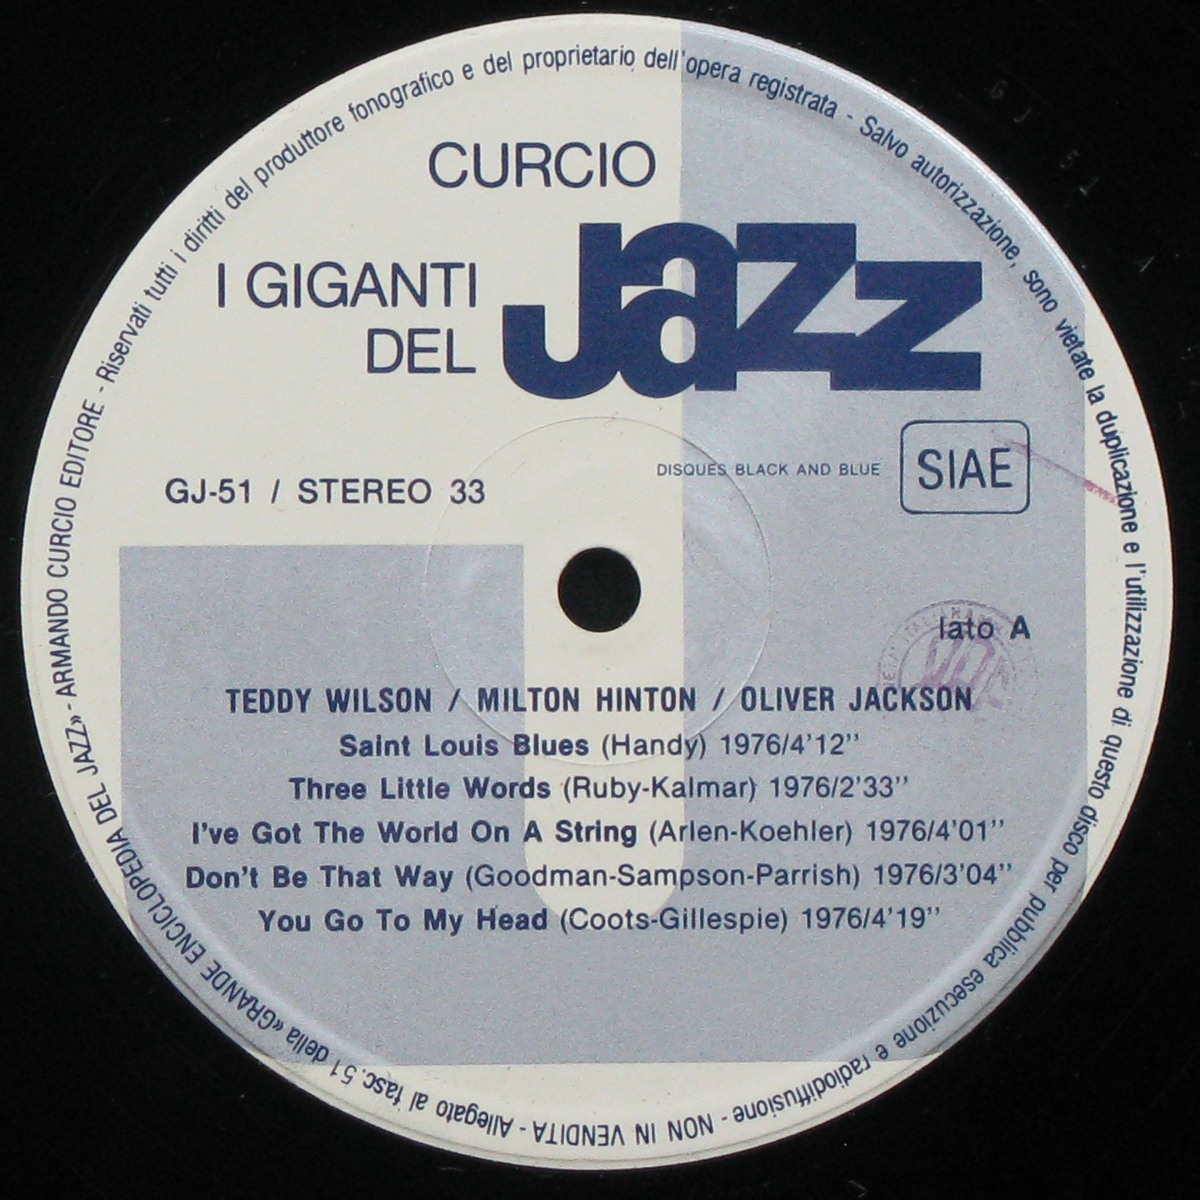 CURCIO
I GIGANTI
DEL
Jazz
DISQUES BLACK AND BLUE
SIAE
GJ-51 / STEREO 33
lato A
TEDDY WILSON / MILTON HINTON / OLIVER JACKSON
Saint Louis Blues (Handy) 1976/4'12''
Three Little Words (Ruby-Kalmar) 1976/2'33''
I've Got The World On A String (Arlen-Koehler) 1976/4'01''
Don't Be That Way (Goodman-Sampson-Parrish) 1976/3'04''
You Go To My Head (Coots-Gillespie) 1976/4'19''
Allegato al fasc. 51 della «GRANDE ENCICLOPEDIA DEL JAZZ» - ARMANDO CURCIO EDITORE - Riservati tutti i diritti del produttore fonografico e del proprietario dell'opera registrata - Salvo autorizzazione, sono vietate la duplicazione e l'utilizzazione di questo disco per pubblica esecuzione e radiodiffusione - NON IN VENDITA -
GJ 51 A